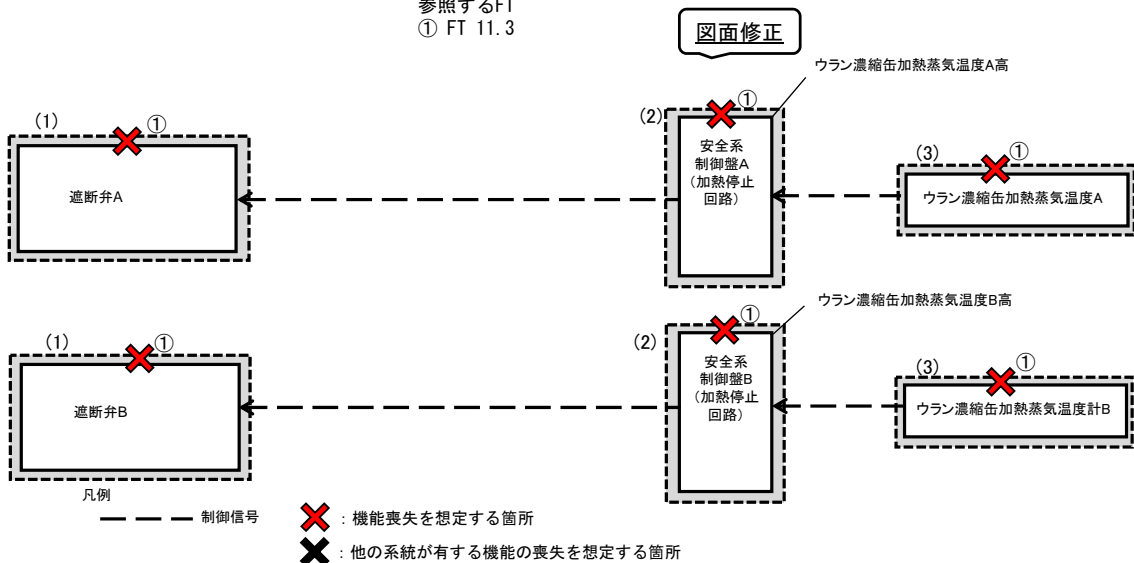 参照するFT
① FT 11.3
図面修正
ウラン濃縮缶加熱蒸気温度A高
(1)
①
遮断弁A
(2)
①
安全系
制御盤A
(加熱停止
回路)
(3)
①
ウラン濃縮缶加熱蒸気温度A
ウラン濃縮缶加熱蒸気温度B高
(1)
①
遮断弁B
(2)
①
安全系
制御盤B
(加熱停止
回路)
(3)
①
ウラン濃縮缶加熱蒸気温度計B
凡例
制御信号
：機能喪失を想定する箇所
：他の系統が有する機能の喪失を想定する箇所